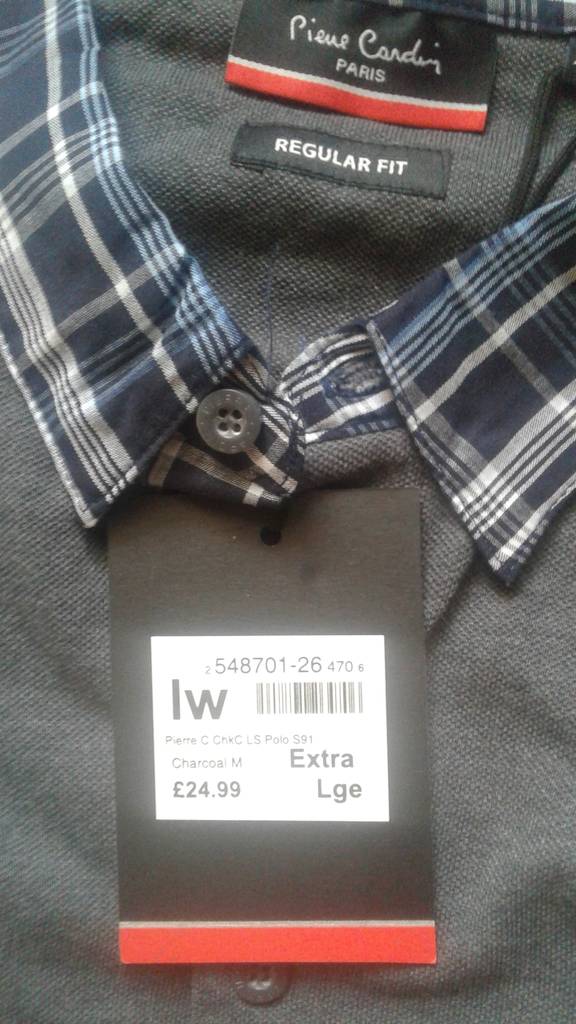 Pierre Cardin
PARIS
REGULAR FIT
2 548701-26 470 6
lw
Pierre C ChkC LS Polo S91
Charcoal M Extra
£24.99 Lge